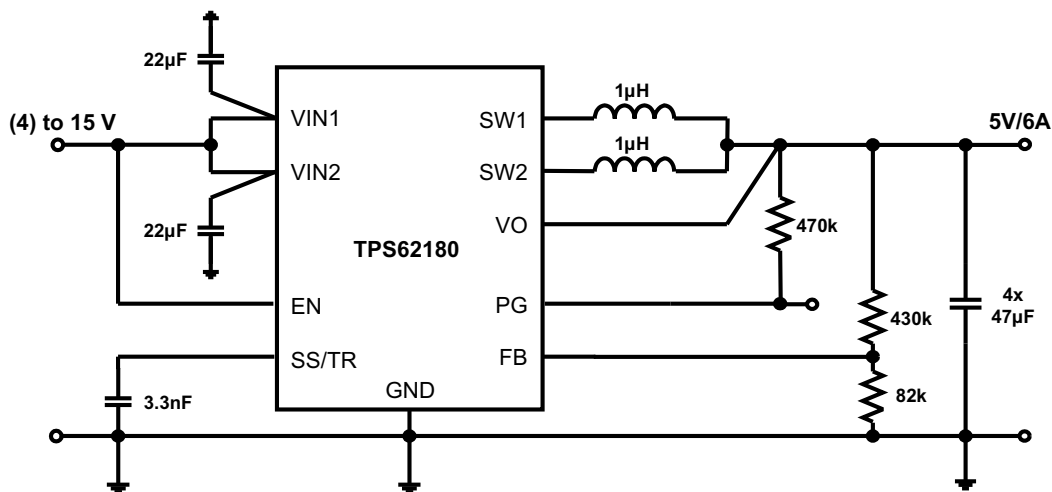 22µF
(4) to 15 V
22µF
VIN1
VIN2
EN
SS/TR
3.3nF
TPS62180
GND
SW1
SW2
VO
PG
FB
1µH
1µH
470k
430k
82k
5V/6A
4x
47µF